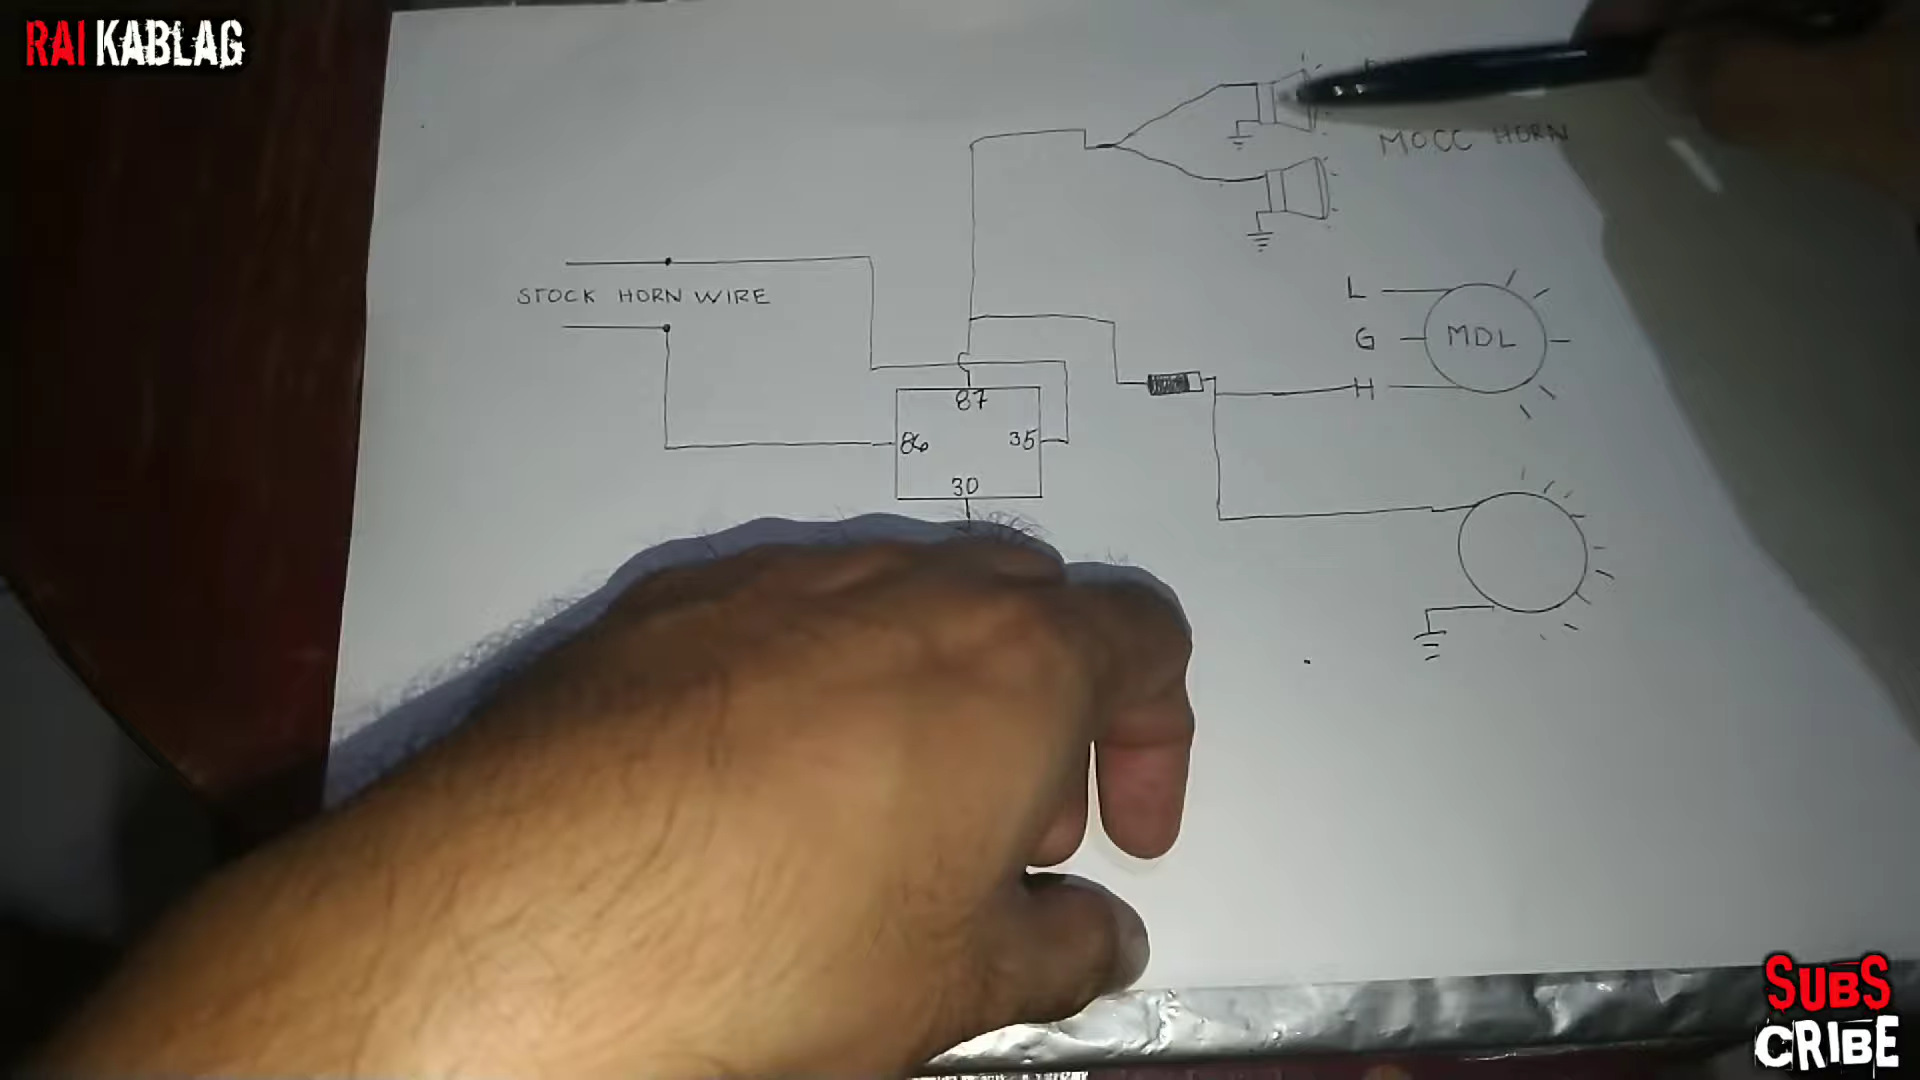 RAI KABLAG
MOCC HORN
STOCK HORN WIRE
L
G
MDL
H
87
86
35
30
SUBS
CRIBE